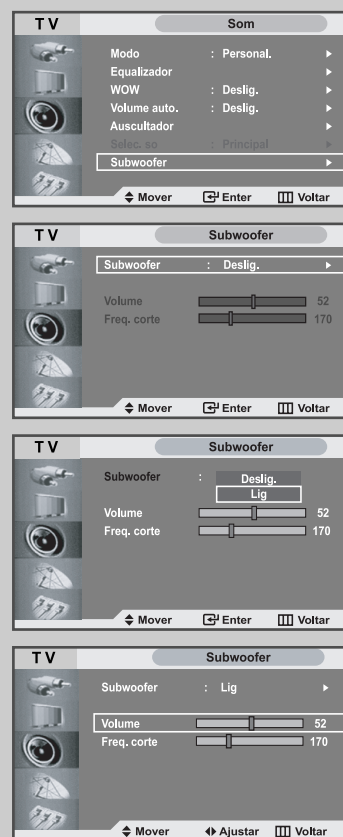 TV Som
Modo : Personal.
Equalizador
WOW : Deslig.
Volume auto. : Deslig.
Auscultador
Selec. so : Principal
Subwoofer
Mover Enter Voltar
TV Subwoofer
Subwoofer : Deslig.
Volume 52
Freq. corte 170
Mover Enter Voltar
TV Subwoofer
Subwoofer : Deslig.
Lig
Volume 52
Freq. corte 170
Mover Enter Voltar
TV Subwoofer
Subwoofer : Lig
Volume 52
Freq. corte 170
Mover Ajustar Voltar